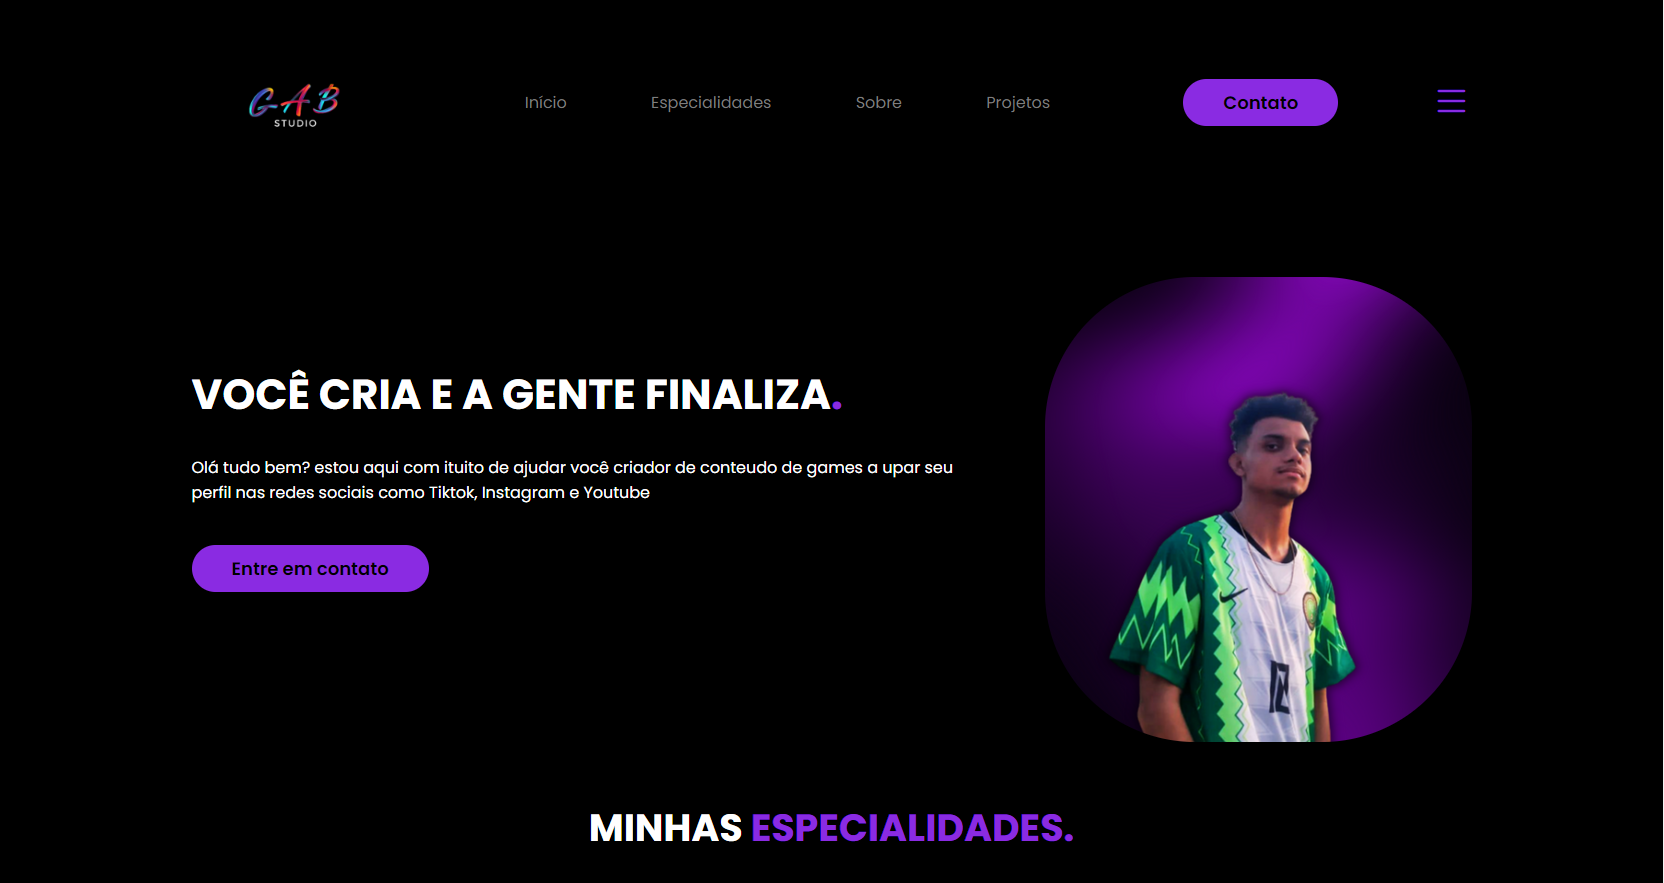 GAB
STUDIO
Início
Especialidades
Sobre
Projetos
Contato
VOCÊ CRIA E A GENTE FINALIZA.
Olá tudo bem? estou aqui com ituito de ajudar você criador de conteudo de games a upar seu
perfil nas redes sociais como Tiktok, Instagram e Youtube
Entre em contato
MINHAS ESPECIALIDADES.